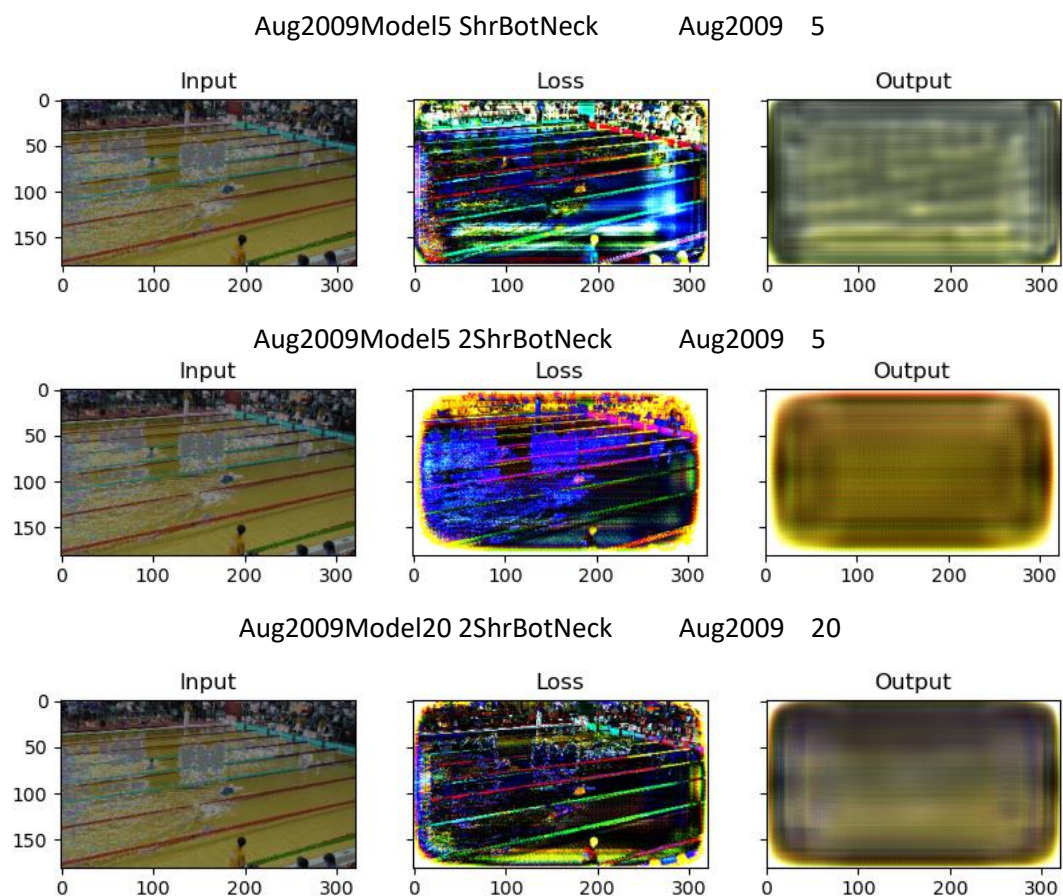 Aug2009Model5 ShrBotNeck Aug2009 5
Input Loss Output
0
50
100
150
0 100 200 300 0 100 200 300 0 100 200 300
Aug2009Model5 2ShrBotNeck Aug2009 5
Input Loss Output
0
50
100
150
0 100 200 300 0 100 200 300 0 100 200 300
Aug2009Model20 2ShrBotNeck Aug2009 20
Input Loss Output
0
50
100
150
0 100 200 300 0 100 200 300 0 100 200 300